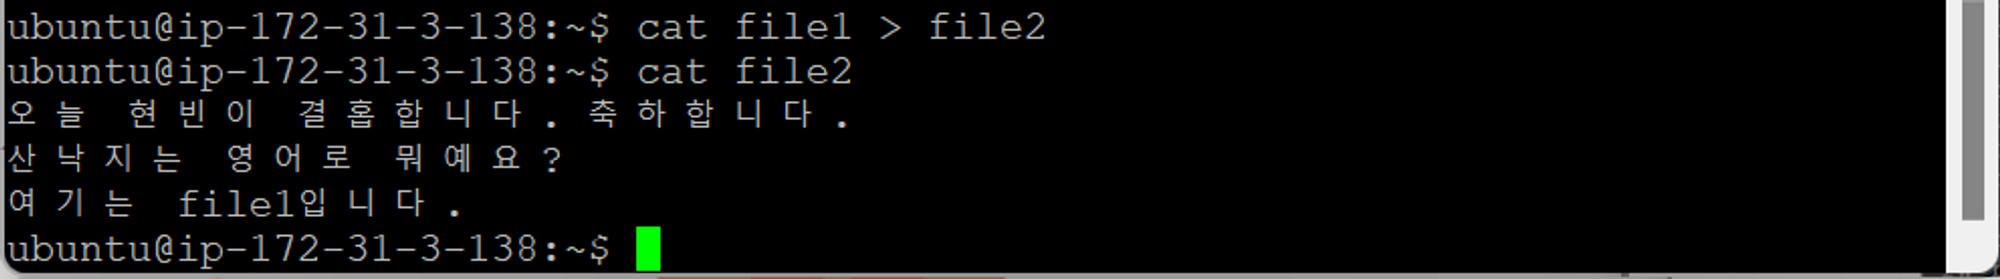 ubuntu@ip-172-31-3-138:~$ cat file1 > file2
ubuntu@ip-172-31-3-138:~$ cat file2
오늘 현빈이 결홉합니다. 축하합니다.
산낙지는 영어로 뭐예요?
여기는 file1입니다.
ubuntu@ip-172-31-3-138:~$